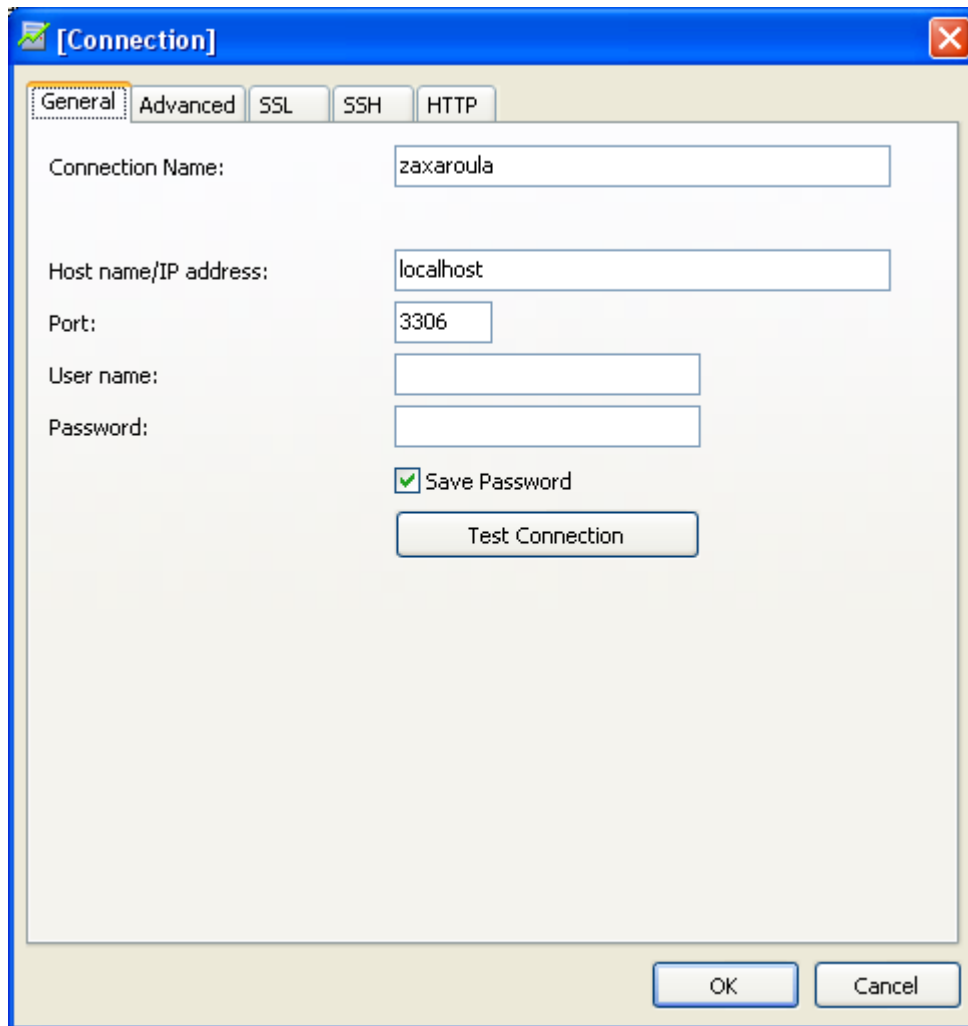 [Connection]
General Advanced SSL SSH HTTP
Connection Name: zaxaroula
Host name/IP address: localhost
Port: 3306
User name:
Password:
Save Password
Test Connection
OK Cancel